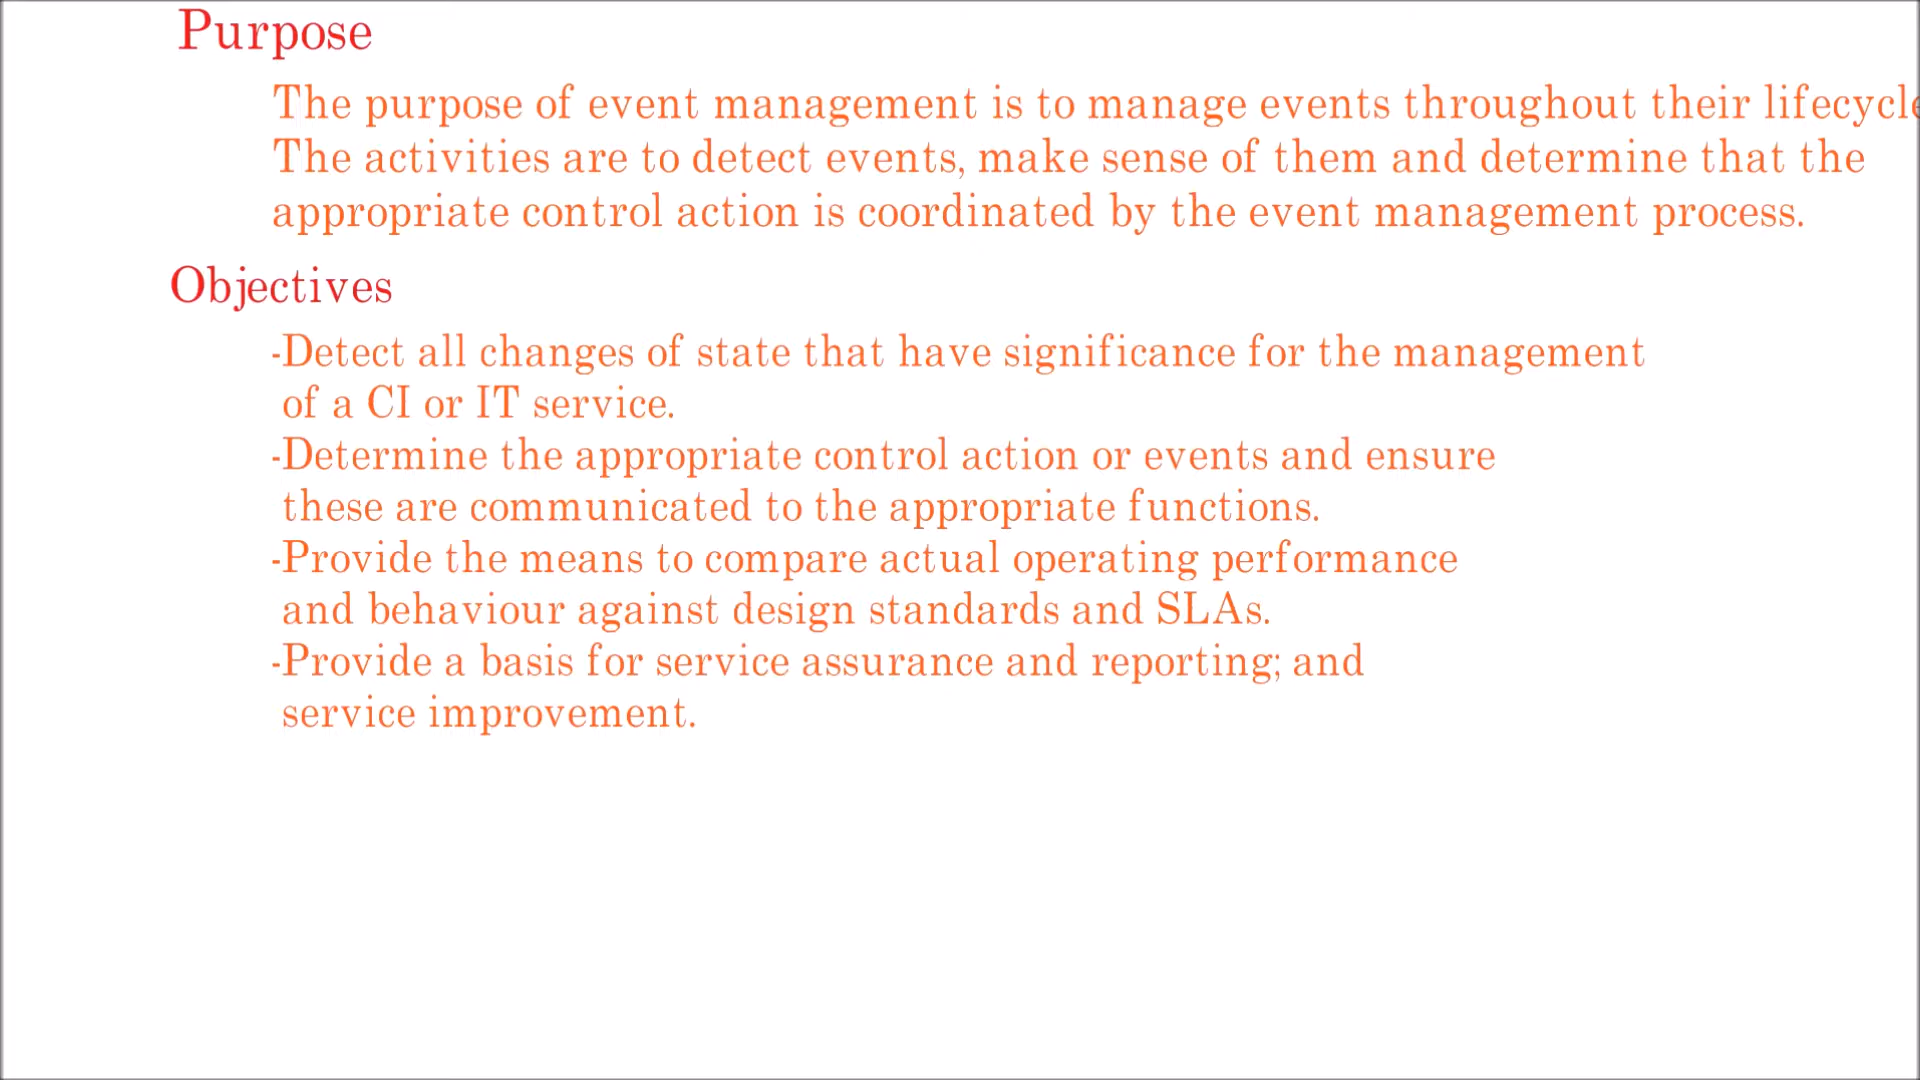 Purpose
The purpose of event management is to manage events throughout their lifecycle
The activities are to detect events, make sense of them and determine that the
appropriate control action is coordinated by the event management process.
Objectives
-Detect all changes of state that have significance for the management
of a CI or IT service.
-Determine the appropriate control action or events and ensure
these are communicated to the appropriate functions.
-Provide the means to compare actual operating performance
and behaviour against design standards and SLAs.
-Provide a basis for service assurance and reporting; and
service improvement.